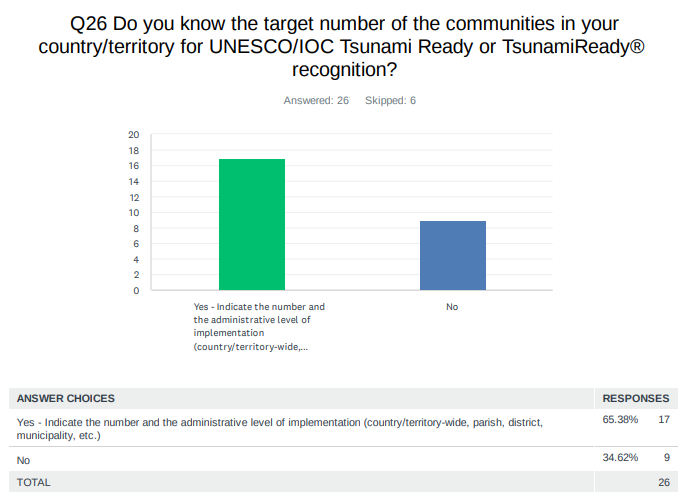 Q26 Do you know the target number of the communities in your
country/territory for UNESCO/IOC Tsunami Ready or TsunamiReady®
recognition?
Answered: 26 Skipped: 6
20
18
16
14
12
10
8
6
4
2
0
Yes - Indicate the number and
the administrative level of
implementation
(country/territory-wide,...
No
ANSWER CHOICES RESPONSES
Yes - Indicate the number and the administrative level of implementation (country/territory-wide, parish, district, 65.38% 17
municipality, etc.)
No 34.62% 9
TOTAL 26